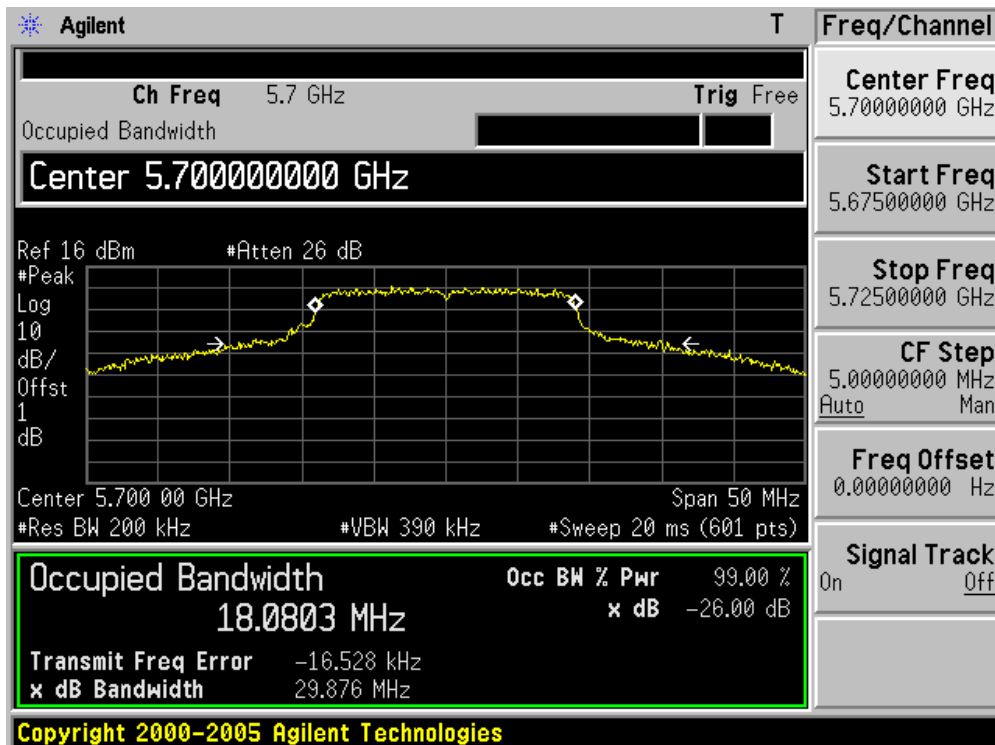 Agilent T
Ch Freq 5.7 GHz Trig Free
Occupied Bandwidth
Center 5.700000000 GHz
Ref 16 dBm #Atten 26 dB
#Peak
Log
10
dB/
Offst
1
dB
Center 5.700 00 GHz Span 50 MHz
#Res BW 200 kHz #VBW 390 kHz #Sweep 20 ms (601 pts)
Occupied Bandwidth Occ BW % Pwr 99.00 %
18.0803 MHz x dB -26.00 dB
Transmit Freq Error -16.528 kHz
x dB Bandwidth 29.876 MHz
Copyright 2000-2005 Agilent Technologies
Freq/Channel
Center Freq
5.70000000 GHz
Start Freq
5.67500000 GHz
Stop Freq
5.72500000 GHz
CF Step
5.00000000 MHz
Auto Man
Freq Offset
0.00000000 Hz
Signal Track
On Off